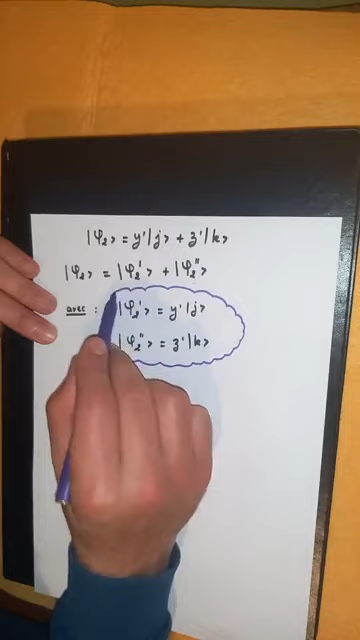 |φ₂> = y'|j> + z'|k>
|φ₂> = |φ₂'> + |φ₂''>
avec : |φ₂'> = y'|j>
|φ₂''> = z'|k>